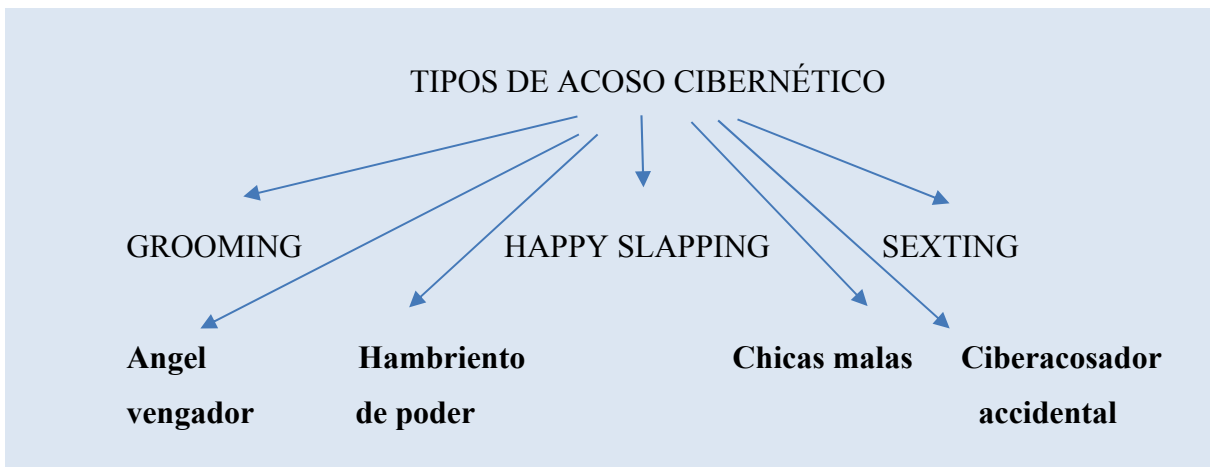 TIPOS DE ACOSO CIBERNÉTICO
GROOMING HAPPY SLAPPING SEXTING
Angel Hambriento Chicas malas Ciberacosador
vengador de poder accidental